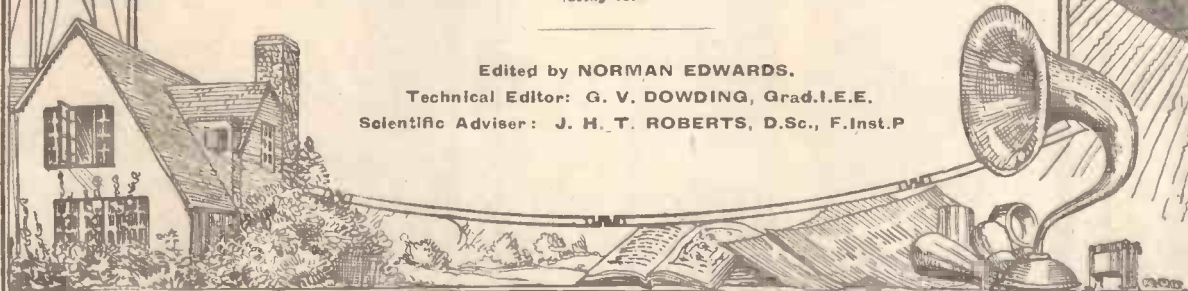 Edited by NORMAN EDWARDS.
Technical Editor: G. V. DOWDING, Grad.I.E.E.
Scientific Adviser: J. H. T. ROBERTS, D.Sc., F.Inst.P